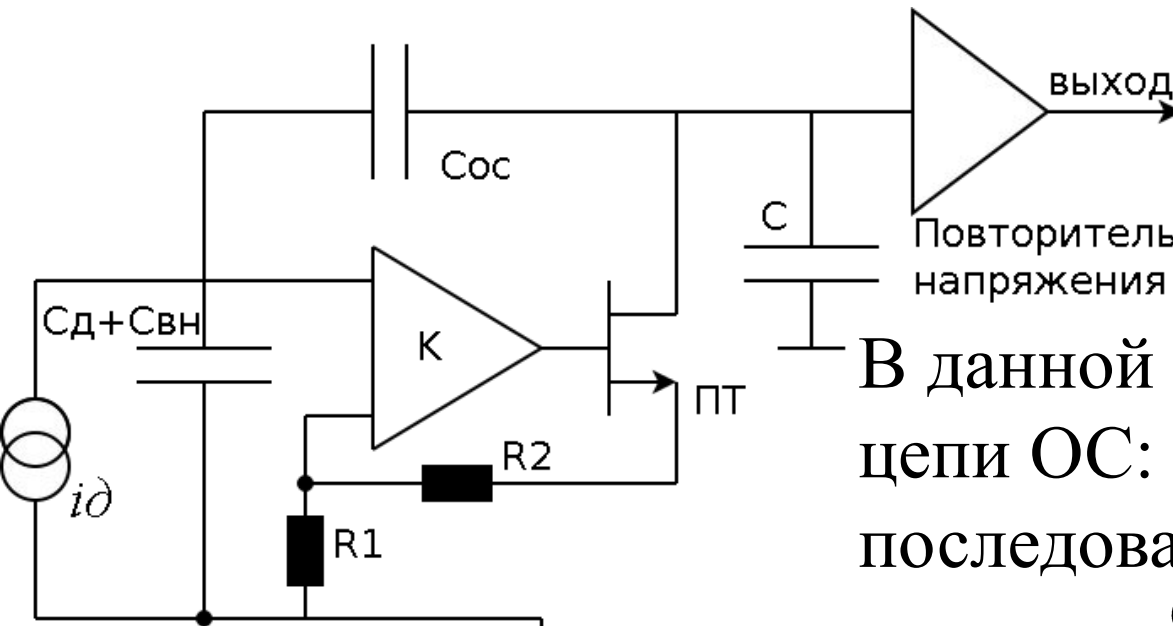 выход
Сос
С
Повторитель
напряжения
Сд+Свн
К
ПТ
iд
R2
R1
В данной
цепи ОС:
последова